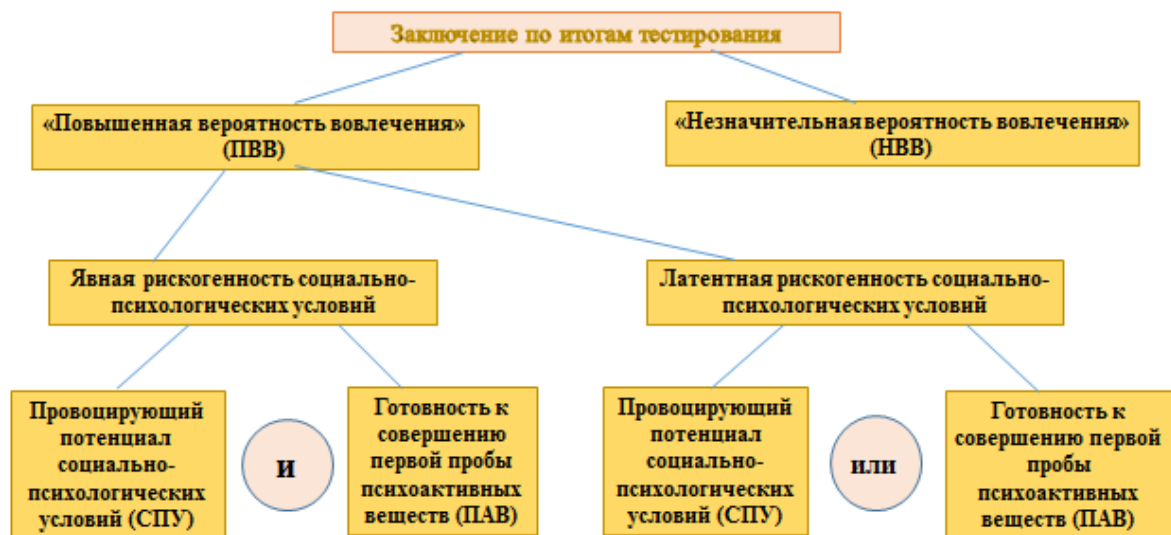 Заключение по итогам тестирования
«Повышенная вероятность вовлечения»
(ПВВ)
«Незначительная вероятность вовлечения»
(НВВ)
Явная рискогенность социально-
психологических условий
Латентная рискогенность социально-
психологических условий
Провоцирующий
потенциал
социально-
психологических
условий (СПУ)
и
Готовность к
совершению
первой пробы
психоактивных
веществ (ПАВ)
Провоцирующий
потенциал
социально-
психологических
условий (СПУ)
или
Готовность к
совершению первой
пробы
психоактивных
веществ (ПАВ)